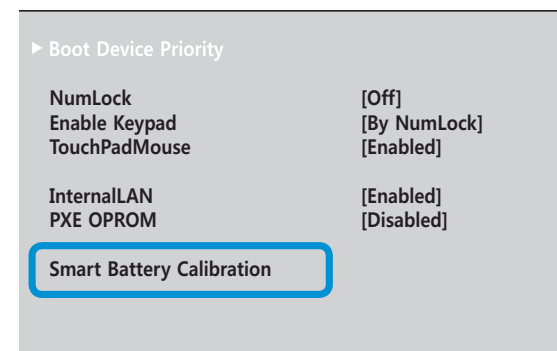 ▶ Boot Device Priority
NumLock [Off]
Enable Keypad [By NumLock]
TouchPadMouse [Enabled]
InternalLAN [Enabled]
PXE OPROM [Disabled]
Smart Battery Calibration